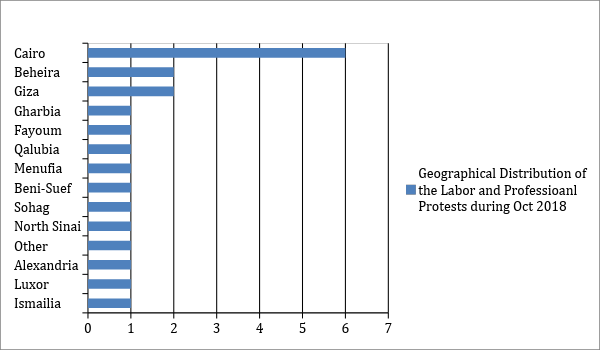 Cairo
Beheira
Giza
Gharbia
Fayoum
Qalubia
Menufia
Beni-Suef
Sohag
North Sinai
Other
Alexandria
Luxor
Ismailia
0 1 2 3 4 5 6 7
Geographical Distribution of
the Labor and Professioanl
Protests during Oct 2018